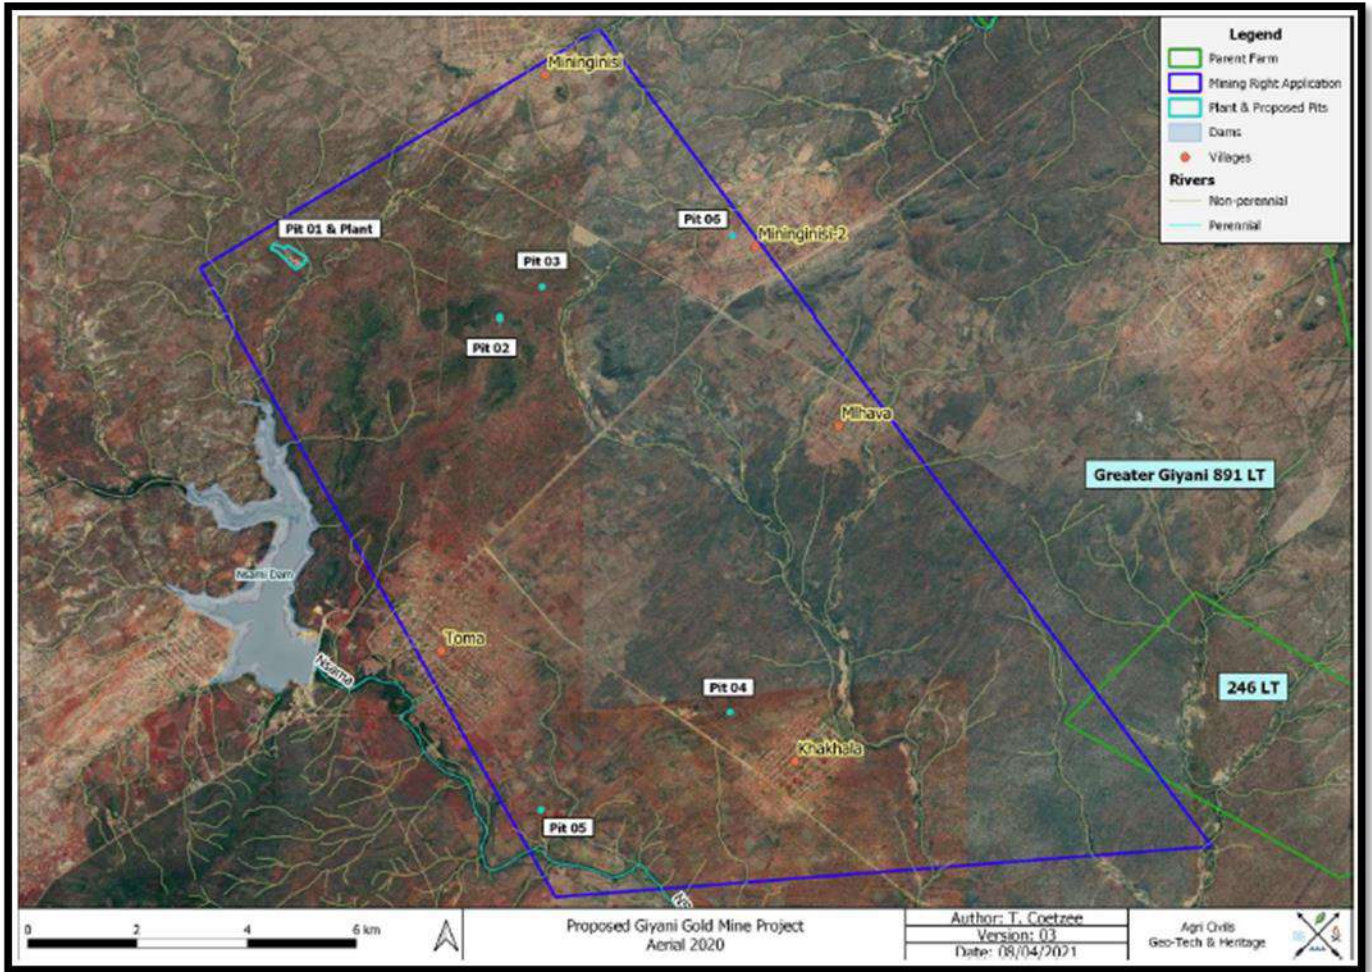 Legend
Parent Farm
Mining Right Application
Plant & Proposed Pits
Dams
Villages
Rivers
Non-perennial
Perennial
Mininginisi
Pit 01 & Plant
Pit 06
Mininginisi-2
Pit 03
Pit 02
Mlhava
Greater Giyani 891 LT
Nsami Dam
Toma
Nsama
Pit 04
246 LT
Khakhala
Pit 05
0 2 4 6 km
Proposed Giyani Gold Mine Project
Aerial 2020
Author: T. Coetzee
Version: 03
Date: 08/04/2021
Agri Civils
Geo-Tech & Heritage